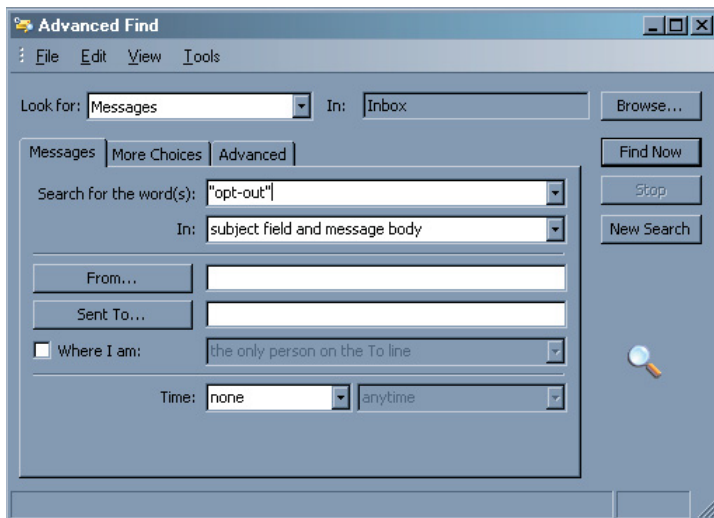 Advanced Find
File Edit View Tools
Look for: Messages In: Inbox Browse...
Messages More Choices Advanced Find Now
Search for the word(s): "opt-out" Stop
In: subject field and message body New Search
From...
Sent To...
Where I am: the only person on the To line
Time: none anytime